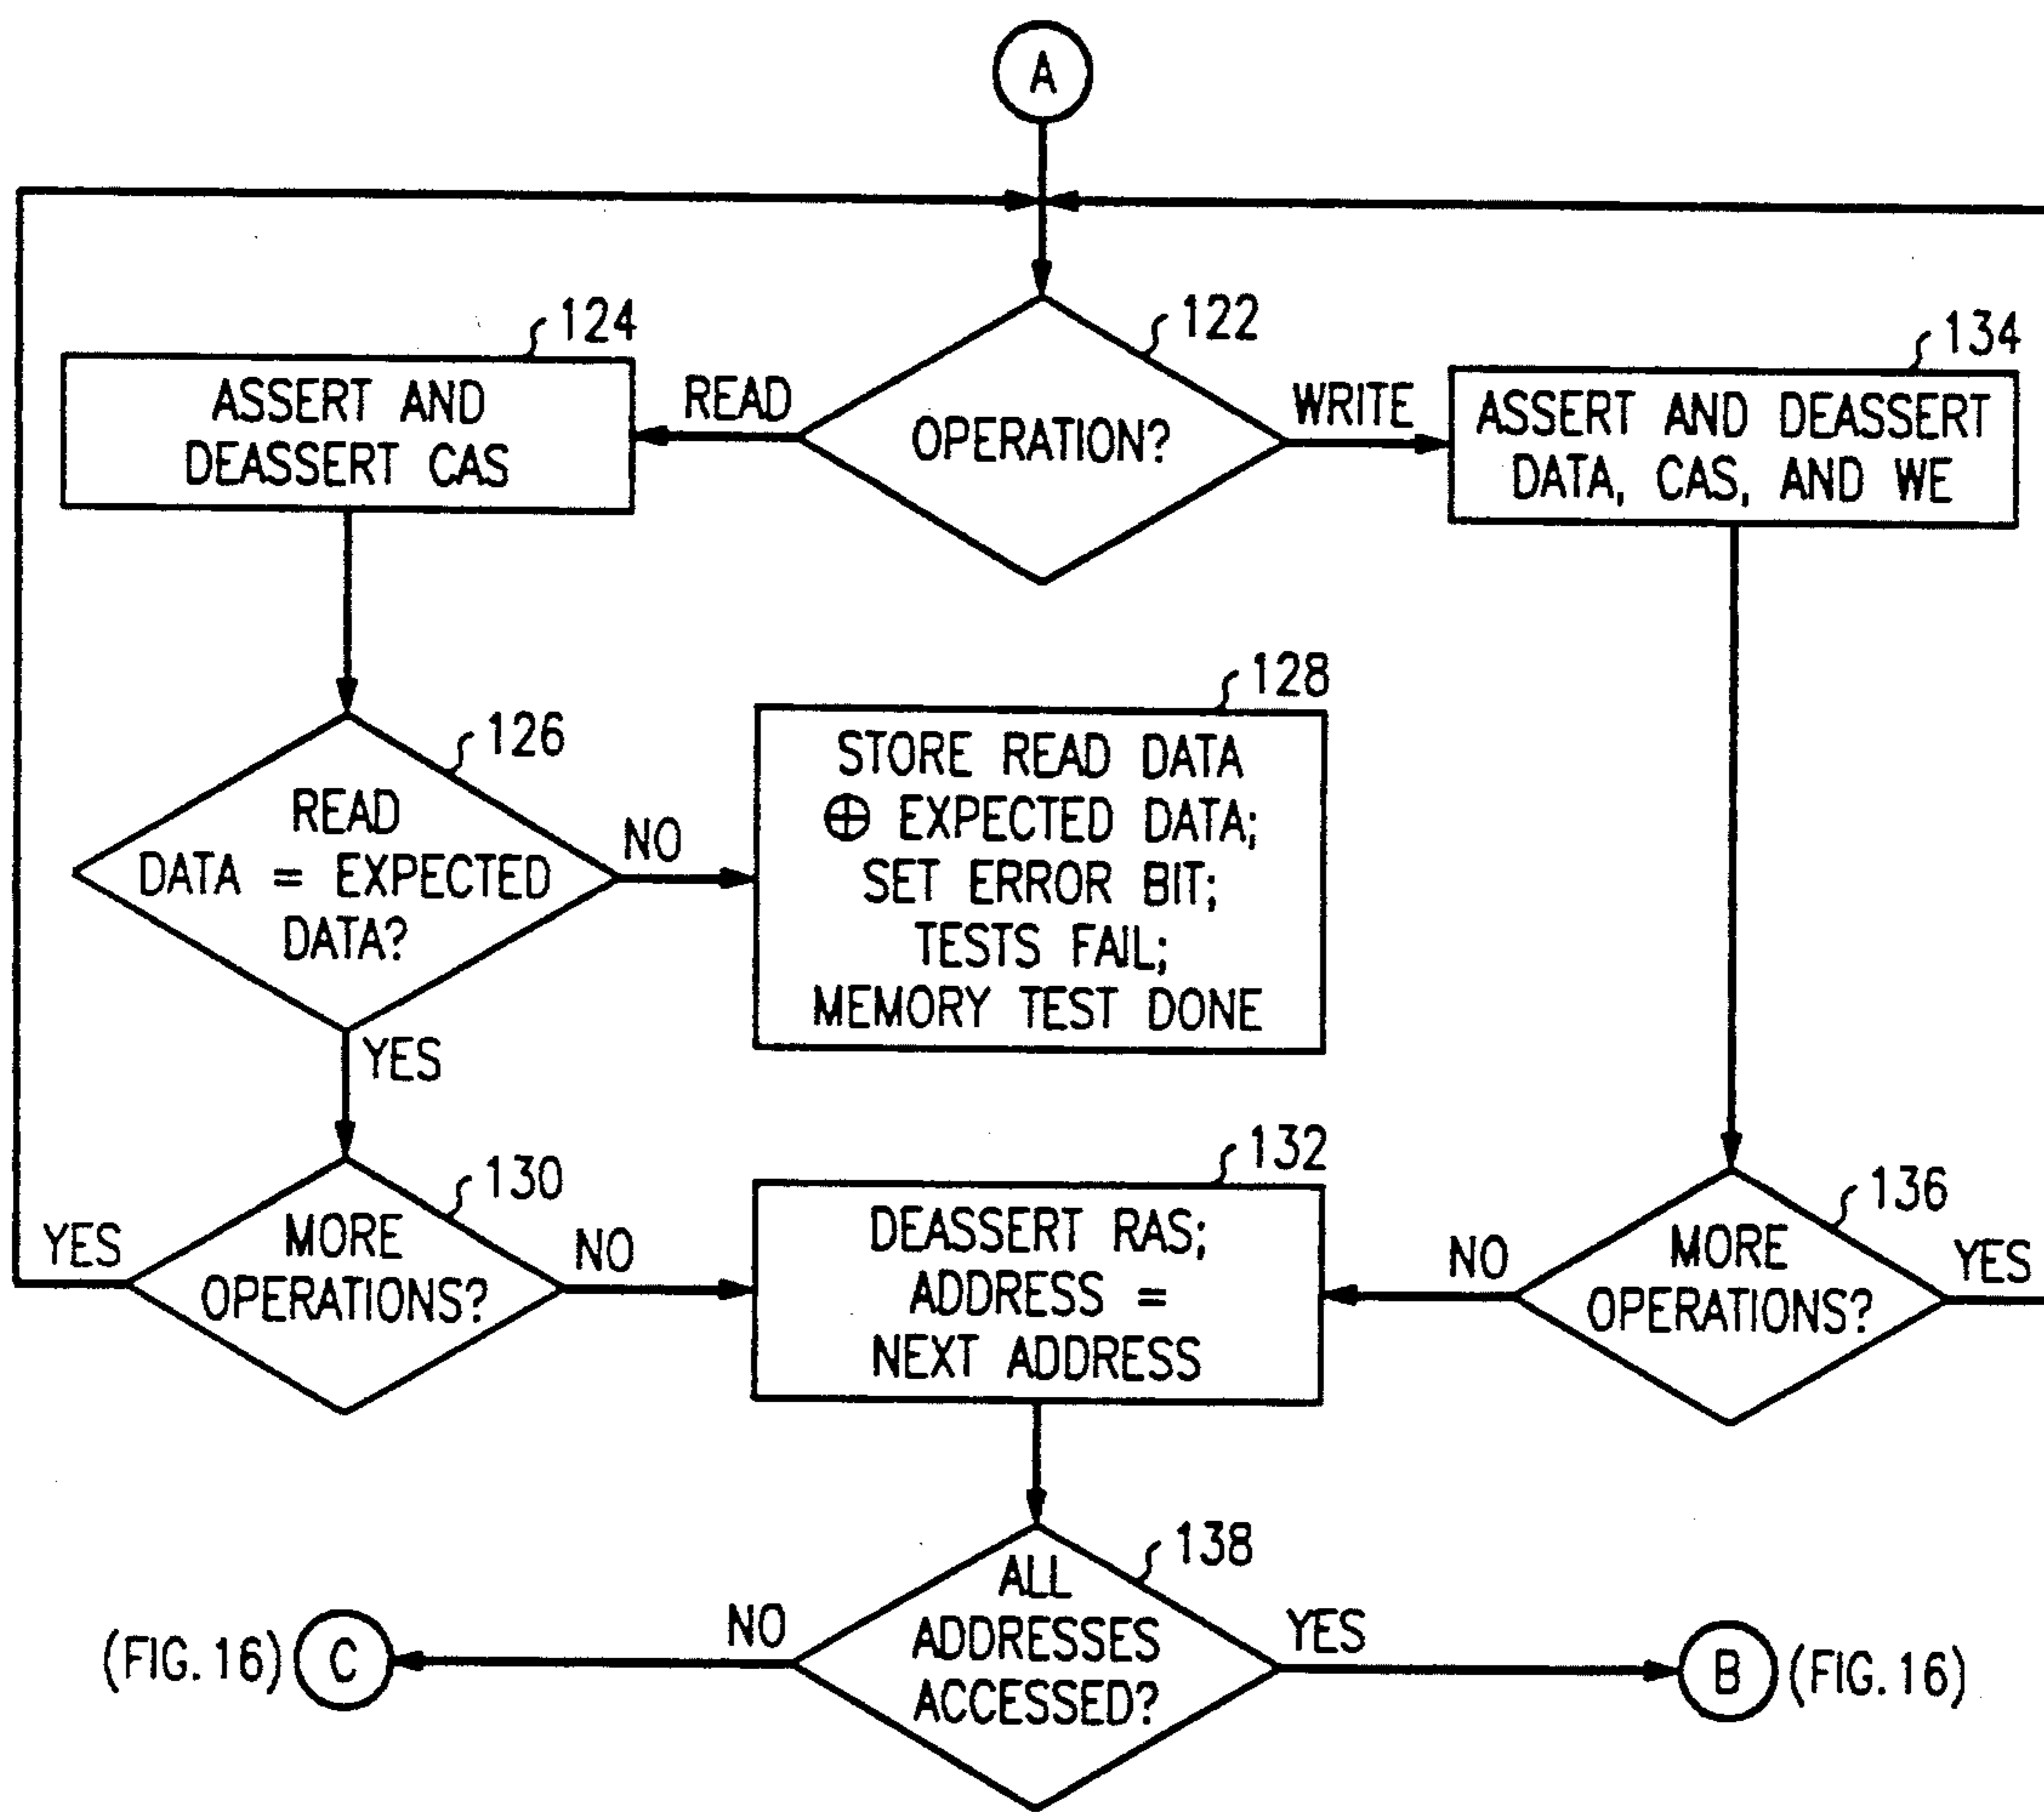 A
124
122
134
ASSERT AND
DEASSERT CAS
READ
OPERATION?
WRITE
ASSERT AND DEASSERT
DATA, CAS, AND WE
126
READ
DATA = EXPECTED
DATA?
NO
128
STORE READ DATA
⊕ EXPECTED DATA;
SET ERROR BIT;
TESTS FAIL;
MEMORY TEST DONE
YES
130
YES
MORE
OPERATIONS?
NO
132
DEASSERT RAS;
ADDRESS =
NEXT ADDRESS
136
NO
MORE
OPERATIONS?
YES
138
ALL
ADDRESSES
ACCESSED?
NO
(FIG. 16) C
YES
B (FIG. 16)